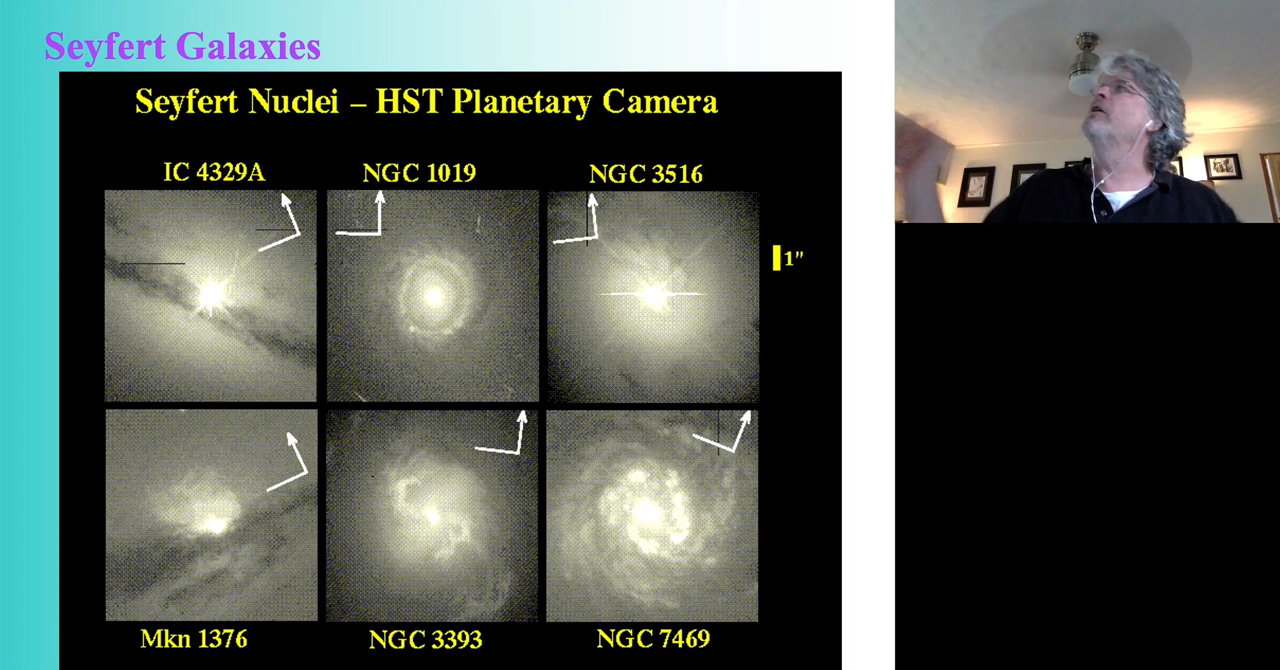 Seyfert Galaxies
Seyfert Nuclei – HST Planetary Camera
IC 4329A
NGC 1019
NGC 3516
1"
Mkn 1376
NGC 3393
NGC 7469